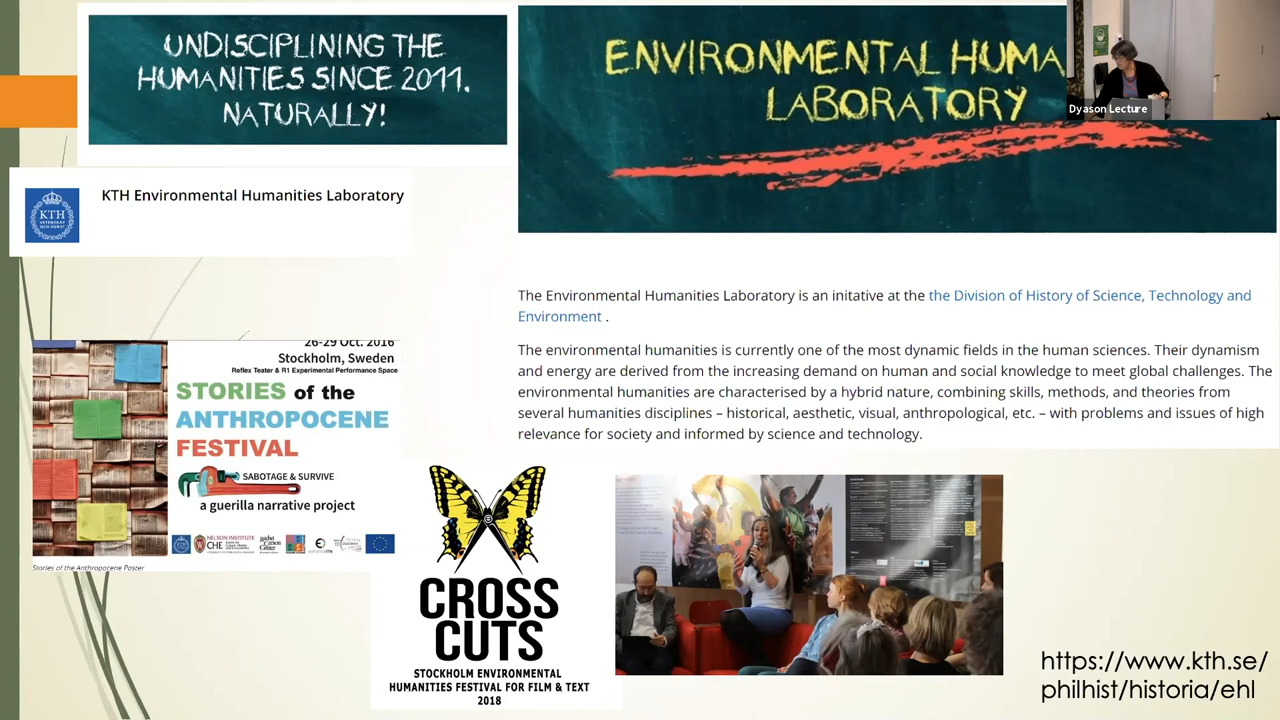 UNDISCIPLINING THE
HUMANITIES SINCE 2011.
NATURALLY!
ENVIRONMENTAL HUMA
LABORATORY
Dyason Lecture
KTH
VETENSKAP
OCH KONST
KTH Environmental Humanities Laboratory
The Environmental Humanities Laboratory is an initative at the the Division of History of Science, Technology and
Environment .
The environmental humanities is currently one of the most dynamic fields in the human sciences. Their dynamism
and energy are derived from the increasing demand on human and social knowledge to meet global challenges. The
environmental humanities are characterised by a hybrid nature, combining skills, methods, and theories from
several humanities disciplines – historical, aesthetic, visual, anthropological, etc. – with problems and issues of high
relevance for society and informed by science and technology.
26-29 Oct. 2016
Stockholm, Sweden
Reflex Teater & R1 Experimental Performance Space
STORIES of the
ANTHROPOCENE
FESTIVAL
SABOTAGE & SURVIVE
a guerilla narrative project
NELSON INSTITUTE
CHE
Stories of the Anthropocene Poster
CROSS
CUTS
STOCKHOLM ENVIRONMENTAL
HUMANITIES FESTIVAL FOR FILM & TEXT
2018
https://www.kth.se/
philhist/historia/ehl